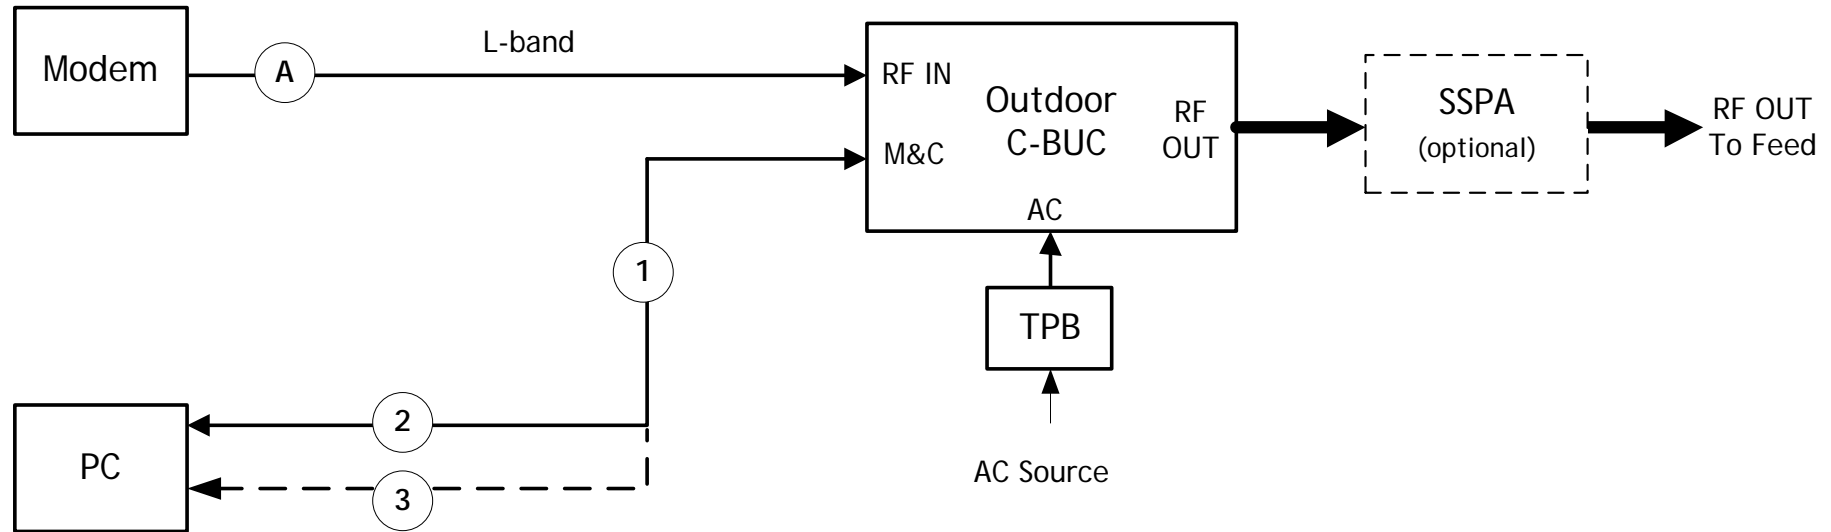 Modem
A
L-band
RF IN
Outdoor
C-BUC
RF
OUT
M&C
AC
SSPA
(optional)
RF OUT
To Feed
1
TPB
2
PC
3
AC Source